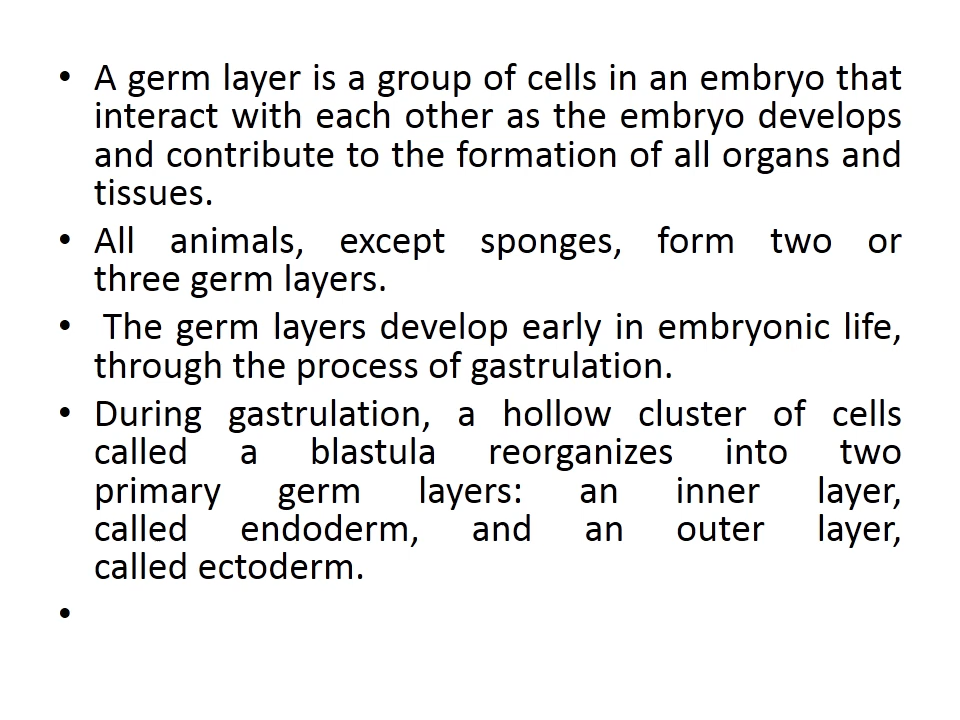 • A germ layer is a group of cells in an embryo that
interact with each other as the embryo develops
and contribute to the formation of all organs and
tissues.
• All animals, except sponges, form two or
three germ layers.
• The germ layers develop early in embryonic life,
through the process of gastrulation.
• During gastrulation, a hollow cluster of cells
called a blastula reorganizes into two
primary germ layers: an inner layer,
called endoderm, and an outer layer,
called ectoderm.
•